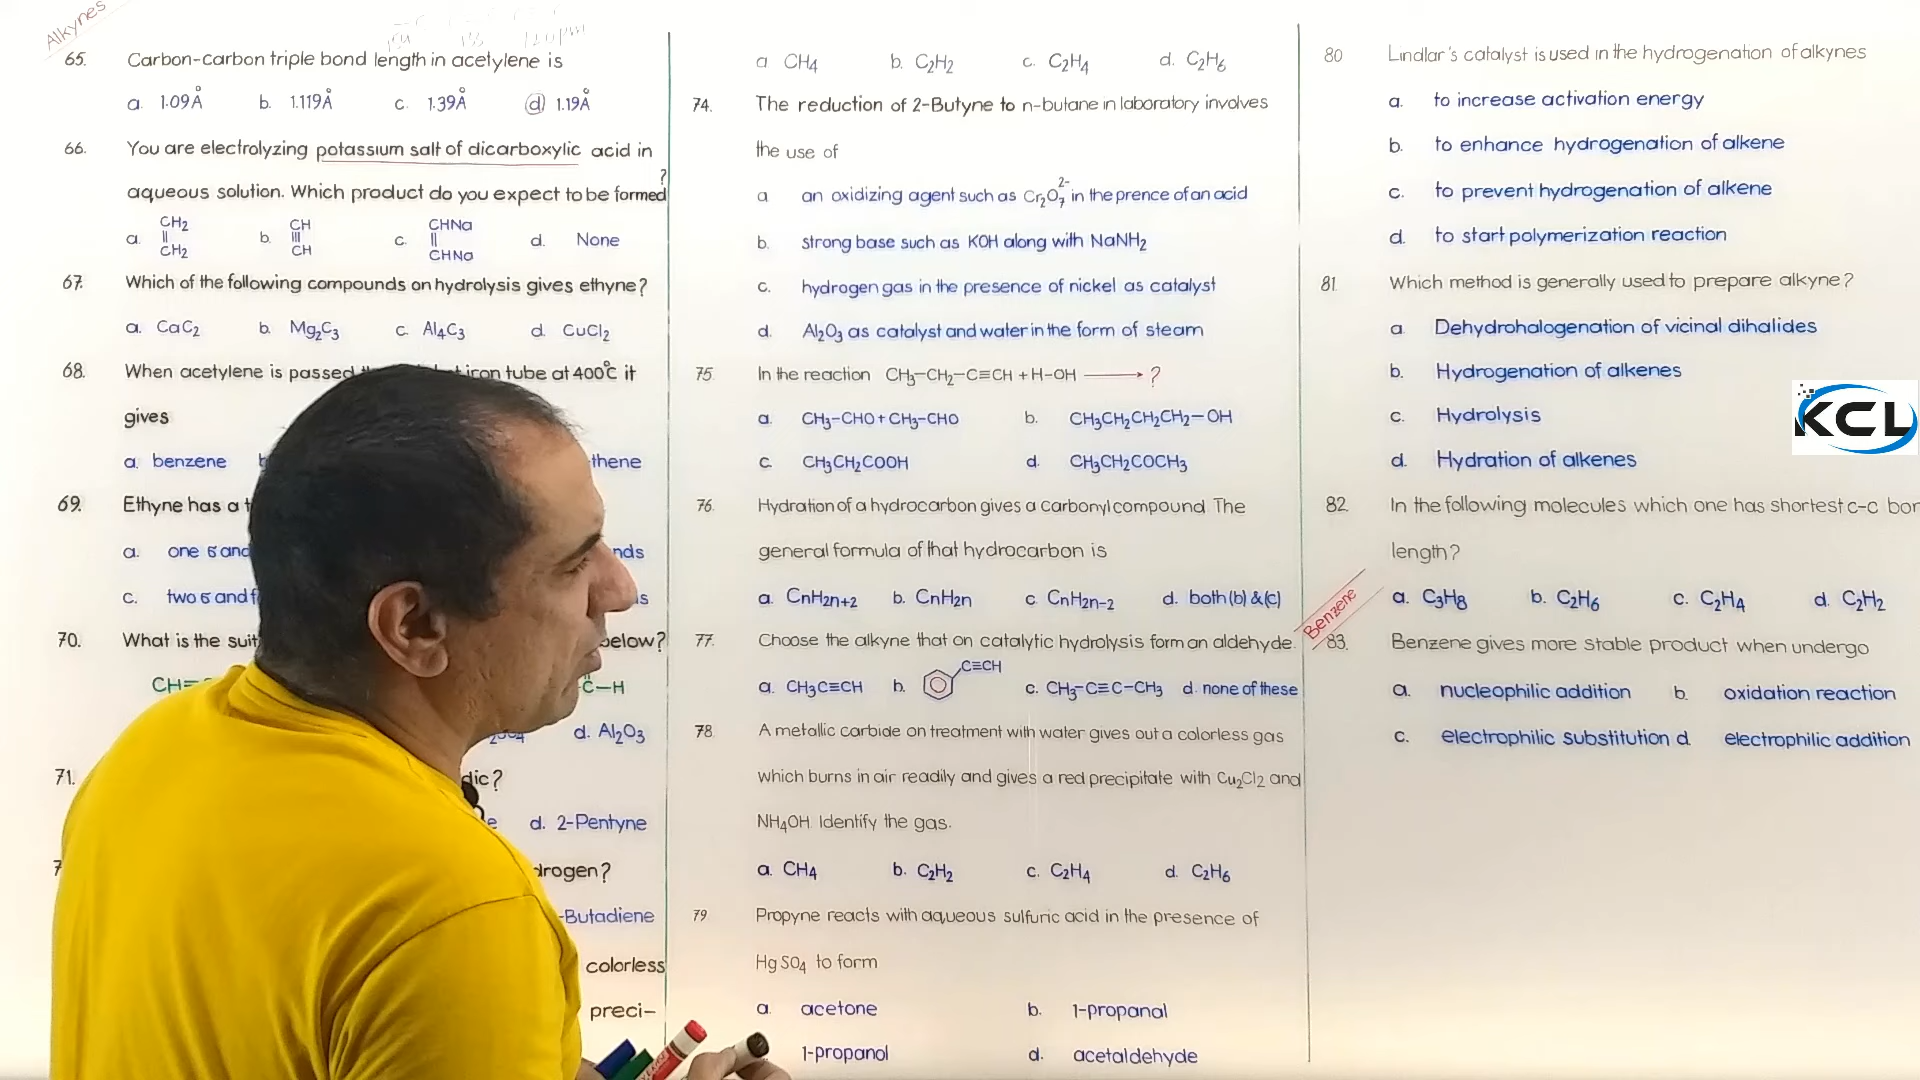 Alkynes
65. Carbon-carbon triple bond length in acetylene is
a. 1.09Å b. 1.119Å c. 1.39Å d. 1.19Å
66. You are electrolyzing potassium salt of dicarboxylic acid in
aqueous solution. Which product do you expect to be formed?
a. CH2=CH2 b. CH≡CH c. CHNa=CHNa d. None
67. Which of the following compounds on hydrolysis gives ethyne?
a. CaC2 b. Mg2C3 c. Al4C3 d. CuCl2
68. When acetylene is passed iron tube at 400°C it
gives
a. benzene thene
69. Ethyne has a
a. one σ and nds
c. two σ and
70. What is the suit below?
CH= C-H
d. Al2O3
71. dic?
d. 2-Pentyne
drogen?
-Butadiene
colorless
preci-
a. CH4 b. C2H2 c. C2H4 d. C2H6
74. The reduction of 2-Butyne to n-butane in laboratory involves
the use of
a an oxidizing agent such as Cr2O7 2- in the prence of an acid
b. strong base such as KOH along with NaNH2
c. hydrogen gas in the presence of nickel as catalyst
d. Al2O3 as catalyst and water in the form of steam
75 In the reaction CH3-CH2-C≡CH + H-OH ⟶ ?
a. CH3-CHO + CH3-CHO b. CH3CH2CH2CH2-OH
c. CH3CH2COOH d. CH3CH2COCH3
76. Hydration of a hydrocarbon gives a carbonyl compound. The
general formula of that hydrocarbon is
a. CnH2n+2 b. CnH2n c. CnH2n-2 d. both (b) & (c)
77. Choose the alkyne that on catalytic hydrolysis form an aldehyde.
a. CH3C≡CH b. C≡CH c. CH3-C≡C-CH3 d. none of these
78. A metallic carbide on treatment with water gives out a colorless gas
which burns in air readily and gives a red precipitate with Cu2Cl2 and
NH4OH. Identify the gas.
a. CH4 b. C2H2 c. C2H4 d. C2H6
79 Propyne reacts with aqueous sulfuric acid in the presence of
HgSO4 to form
a. acetone b. 1-propanal
1-propanol d. acetaldehyde
80 Lindlar's catalyst is used in the hydrogenation of alkynes
a. to increase activation energy
b. to enhance hydrogenation of alkene
c. to prevent hydrogenation of alkene
d. to start polymerization reaction
81. Which method is generally used to prepare alkyne?
a. Dehydrohalogenation of vicinal dihalides
b. Hydrogenation of alkenes
c. Hydrolysis
d. Hydration of alkenes
KCL
82. In the following molecules which one has shortest c-c bon
length?
a. C3H8 b. C2H6 c. C2H4 d. C2H2
Benzene
83. Benzene gives more stable product when undergo
a. nucleophilic addition b. oxidation reaction
c. electrophilic substitution d. electrophilic addition